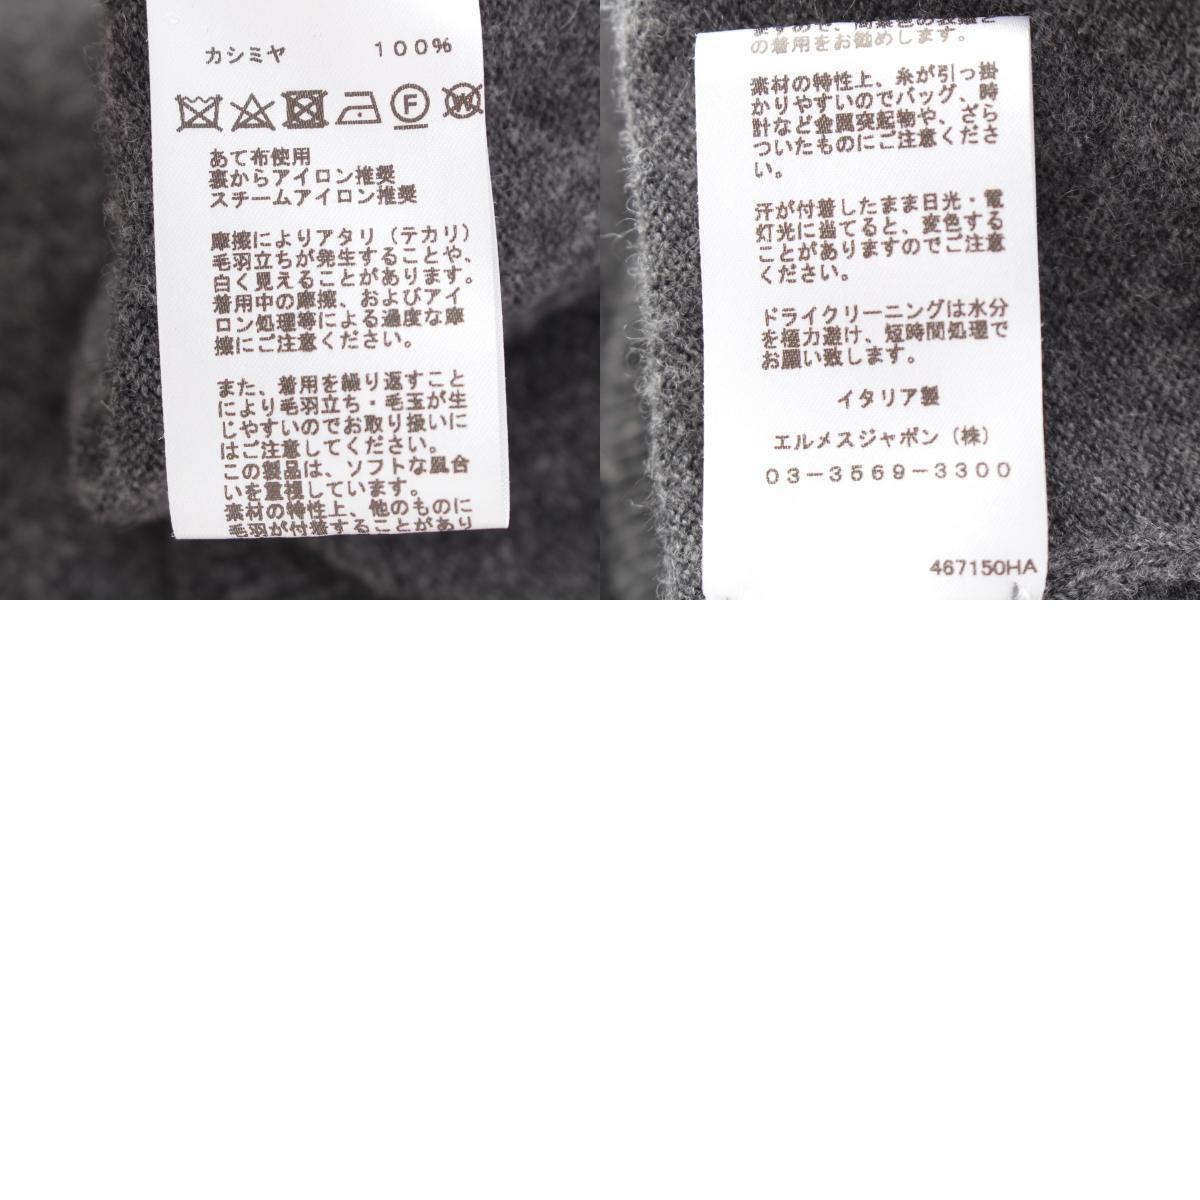 カシミヤ 100%
F
W
あて布使用
裏からアイロン推奨
スチームアイロン推奨
摩擦によりアタリ（テカリ）
毛羽立ちが発生することや、
白く見えることがあります。
着用中の摩擦、およびアイ
ロン処理等による過度な摩
擦にご注意ください。
また、着用を繰り返すこと
により毛羽立ち・毛玉が生
じやすいのでお取り扱いに
はご注意してください。
この製品は、ソフトな風合
いを重視しています。
素材の特性上、他のものに
毛羽が付着することがあり
ますので、同系色の衣服と
の着用をお勧めします。
素材の特性上、糸が引っ掛
かりやすいのでバッグ、時
計など金属突起物や、ざら
ついたものにご注意くださ
い。
汗が付着したまま日光・電
灯光に当てると、変色する
ことがありますのでご注意
ください。
ドライクリーニングは水分
を極力避け、短時間処理で
お願い致します。
イタリア製
エルメスジャポン（株）
03-3569-3300
467150HA